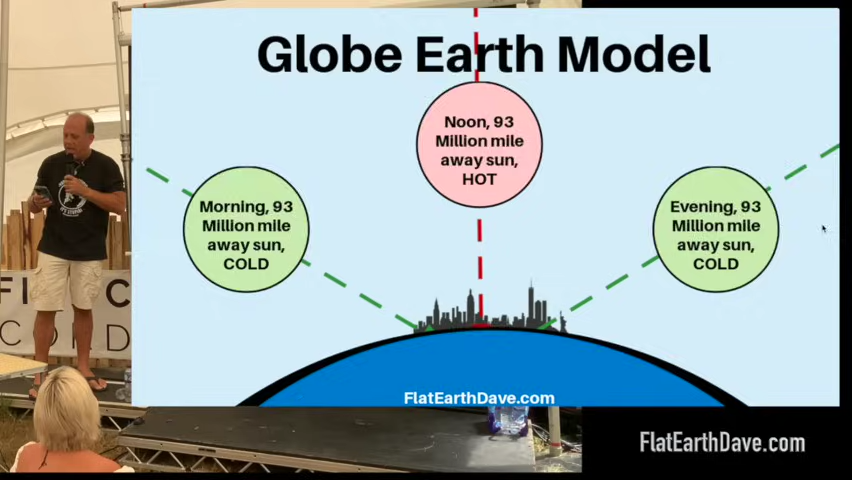 Globe Earth Model
Noon, 93
Million mile
away sun,
HOT
Morning, 93
Million mile
away sun,
COLD
Evening, 93
Million mile
away sun,
COLD
FlatEarthDave.com
FlatEarthDave.com